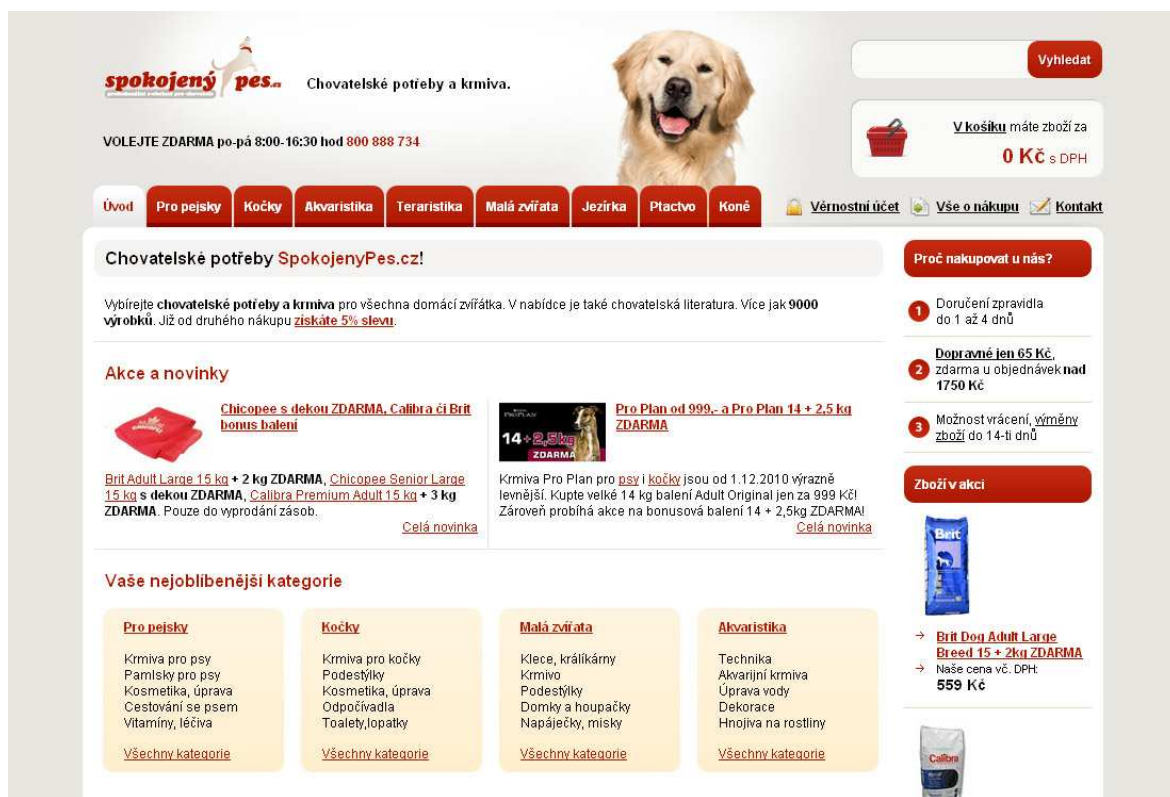 spokojený pes.cz
Chovatelské potřeby a krmiva.
Vyhledat
VOLEJTE ZDARMA po-pá 8:00-16:30 hod 800 888 734
V košíku máte zboží za
0 Kč s DPH
Úvod Pro pejsky Kočky Akvaristika Teraristika Malá zvířata Jezírka Ptactvo Koně Věrnostní účet Vše o nákupu Kontakt
Chovatelské potřeby SpokojenyPes.cz!
Vybírejte chovatelské potřeby a krmiva pro všechna domácí zvířátka. V nabídce je také chovatelská literatura. Více jak 9000
výrobků. Již od druhého nákupu získáte 5% slevu.
Akce a novinky
Chicopee s dekou ZDARMA, Calibra či Brit
bonus balení
Brit Adult Large 15 kg + 2 kg ZDARMA, Chicopee Senior Large
15 kg s dekou ZDARMA, Calibra Premium Adult 15 kg + 3 kg
ZDARMA. Pouze do vyprodání zásob.
Celá novinka
PROPLAN
14+2,5kg
ZDARMA
Pro Plan od 999,- a Pro Plan 14 + 2,5 kg
ZDARMA
Krmiva Pro Plan pro psy i kočky jsou od 1.12.2010 výrazně
levnější. Kupte velké 14 kg balení Adult Original jen za 999 Kč!
Zároveň probíhá akce na bonusová balení 14 + 2,5kg ZDARMA!
Celá novinka
Vaše nejoblíbenější kategorie
Pro pejsky
Krmiva pro psy
Pamlsky pro psy
Kosmetika, úprava
Cestování se psem
Vitamíny, léčiva
Všechny kategorie
Kočky
Krmiva pro kočky
Podestýlky
Kosmetika, úprava
Odpočívadla
Toalety,lopatky
Všechny kategorie
Malá zvířata
Klece, králíkárny
Krmivo
Podestýlky
Domky a houpačky
Napáječky, misky
Všechny kategorie
Akvaristika
Technika
Akvarijní krmiva
Úprava vody
Dekorace
Hnojiva na rostliny
Všechny kategorie
Proč nakupovat u nás?
1 Doručení zpravidla
do 1 až 4 dnů
2 Dopravné jen 65 Kč,
zdarma u objednávek nad
1750 Kč
3 Možnost vrácení, výměny
zboží do 14-ti dnů
Zboží v akci
Brit
Brit Dog Adult Large
Breed 15 + 2kg ZDARMA
Naše cena vč. DPH:
559 Kč
Calibra